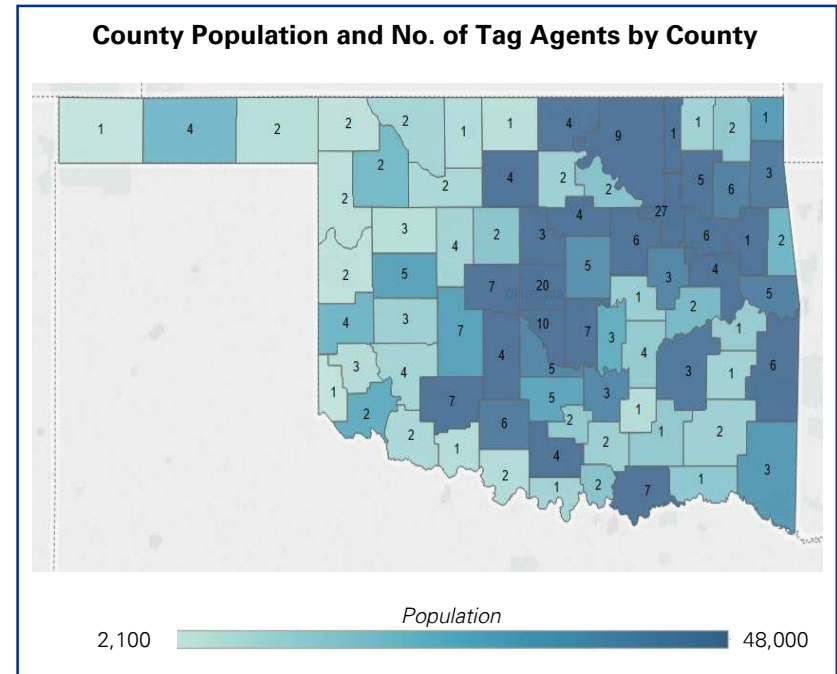 County Population and No. of Tag Agents by County
1 4 2 2 2 1 1 4 9 1 1 2 1
2 2 2 4 2 2 5 6 3
3 4 2 3 4 6 27 6 1 2
2 5 7 20 5 3 4 5
4 3 7 10 7 3 1 2 1
3 4 4 5 4 3 1 6
1 2 7 6 5 3 1
2 1 2 4 2 2 1 2 3
2 1 2 7 1
Oklahoma
Population
2,100 48,000